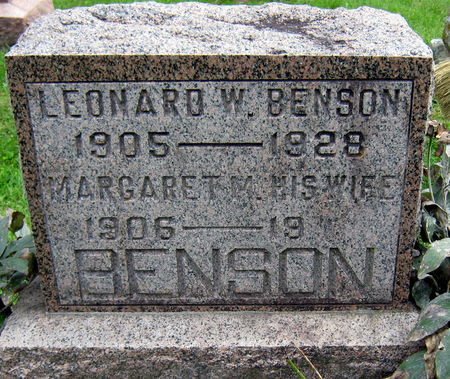 LEONARD W. BENSON
1905 — 1928
MARGARET M. HIS WIFE
1906 — 19
BENSON